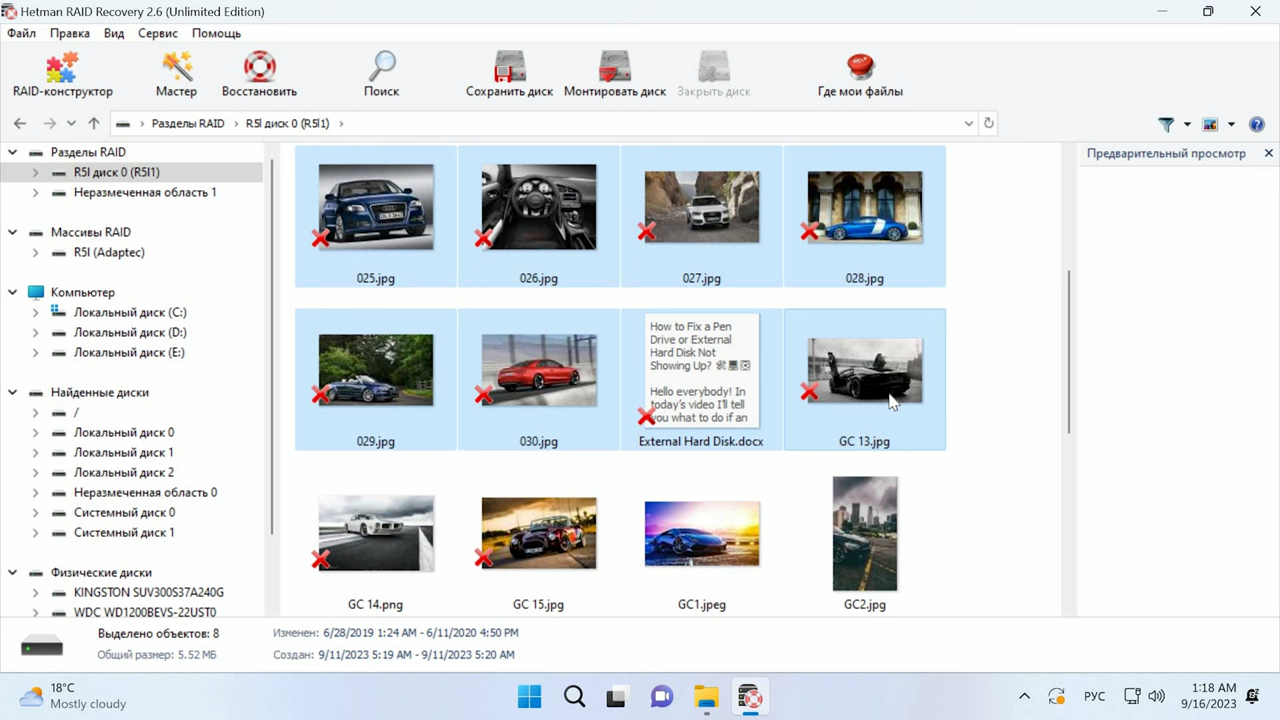 Hetman RAID Recovery 2.6 (Unlimited Edition)
Файл Правка Вид Сервис Помощь
RAID-конструктор Мастер Восстановить Поиск Сохранить диск Монтировать диск Закрыть диск Где мои файлы
Разделы RAID R5I диск 0 (R5I1)
Предварительный просмотр
Разделы RAID
R5I диск 0 (R5I1)
Неразмеченная область 1
Массивы RAID
R5I (Adaptec)
Компьютер
Локальный диск (C:)
Локальный диск (D:)
Локальный диск (E:)
Найденные диски
/
Локальный диск 0
Локальный диск 1
Локальный диск 2
Неразмеченная область 0
Системный диск 0
Системный диск 1
Физические диски
KINGSTON SUV300S37A240G
WDC WD1200BEVS-22UST0
025.jpg 026.jpg 027.jpg 028.jpg
How to Fix a Pen
Drive or External
Hard Disk Not
Showing Up?
Hello everybody! In
today's video I'll tell
you what to do if an
029.jpg 030.jpg External Hard Disk.docx GC 13.jpg
GC 14.png GC 15.jpg GC1.jpeg GC2.jpg
Выделено объектов: 8 Изменен: 6/28/2019 1:24 AM - 6/11/2020 4:50 PM
Общий размер: 5.52 МБ Создан: 9/11/2023 5:19 AM - 9/11/2023 5:20 AM
18°C
Mostly cloudy
РУС
1:18 AM
9/16/2023